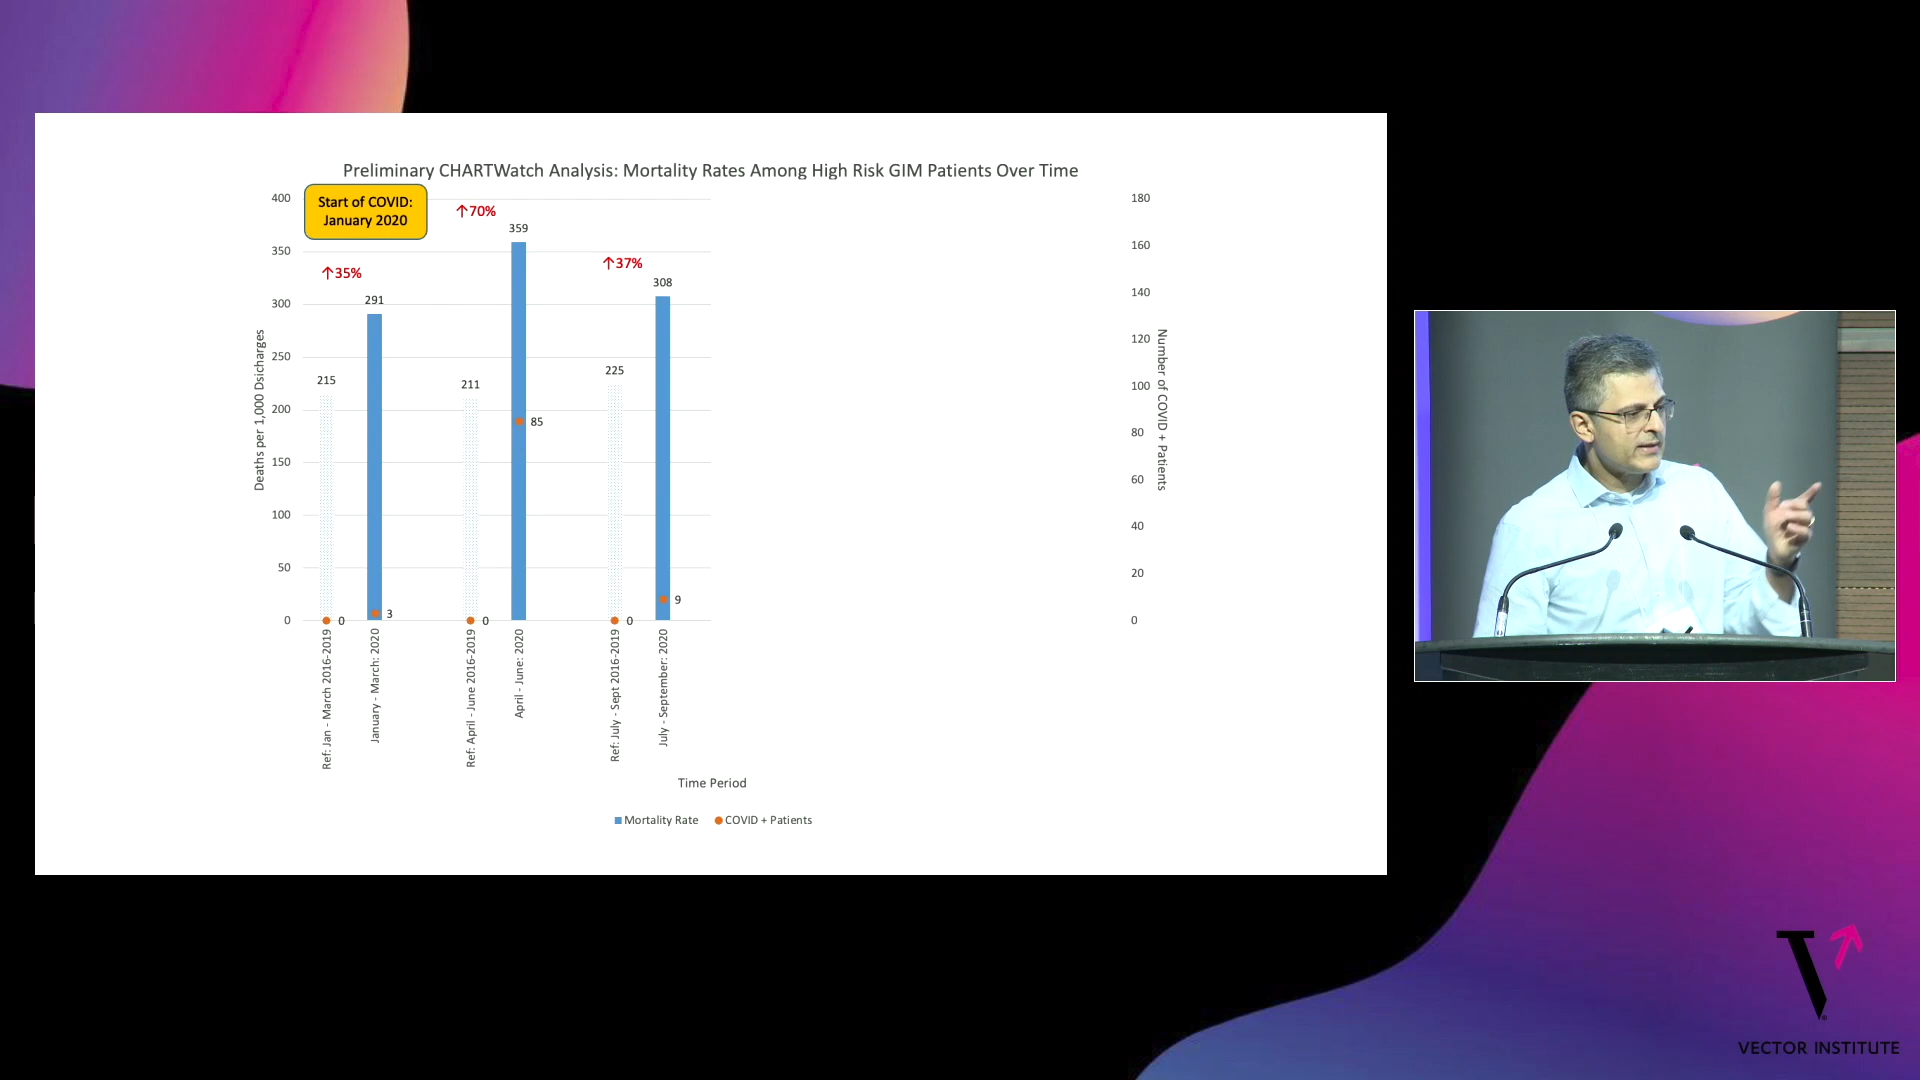 Preliminary CHARTWatch Analysis: Mortality Rates Among High Risk GIM Patients Over Time
Start of COVID:
January 2020
400
350
300
250
200
150
100
50
0
Deaths per 1,000 Dsicharges
↑35%
↑70%
↑37%
215
291
211
359
225
308
0
3
0
85
0
9
180
160
140
120
100
80
60
40
20
0
Number of COVID + Patients
Ref: Jan - March 2016-2019
January - March: 2020
Ref: April - June 2016-2019
April - June: 2020
Ref: July - Sept 2016-2019
July - September: 2020
Time Period
Mortality Rate
COVID + Patients
VECTOR INSTITUTE